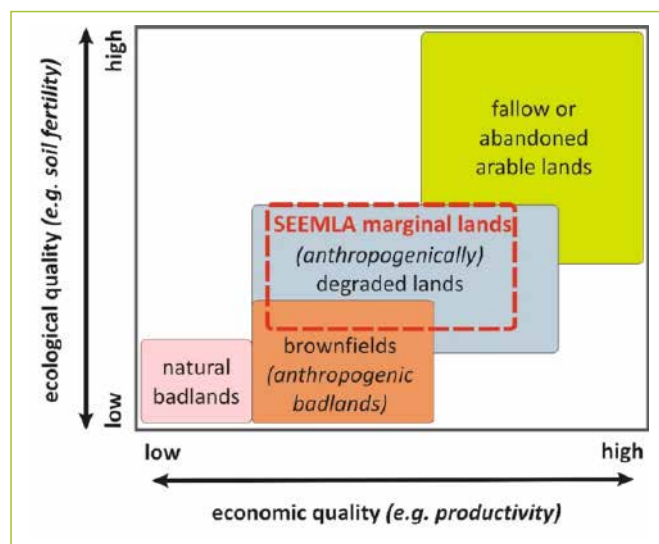 ecological quality (e.g. soil fertility)
high
low
fallow or
abandoned
arable lands
SEEMLA marginal lands
(anthropogenically)
degraded lands
brownfields
(anthropogenic
badlands)
natural
badlands
low
high
economic quality (e.g. productivity)